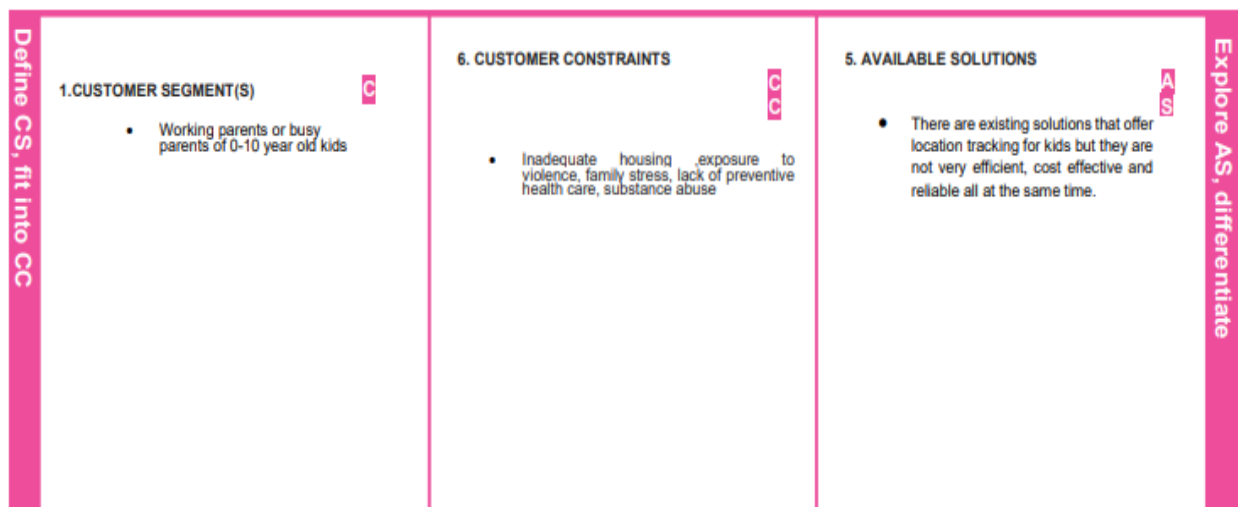 Define CS, fit into CC
1.CUSTOMER SEGMENT(S)
C
• Working parents or busy
parents of 0-10 year old kids
6. CUSTOMER CONSTRAINTS
C
C
• Inadequate housing ,exposure to
violence, family stress, lack of preventive
health care, substance abuse
5. AVAILABLE SOLUTIONS
A
S
• There are existing solutions that offer
location tracking for kids but they are
not very efficient, cost effective and
reliable all at the same time.
Explore AS, differentiate